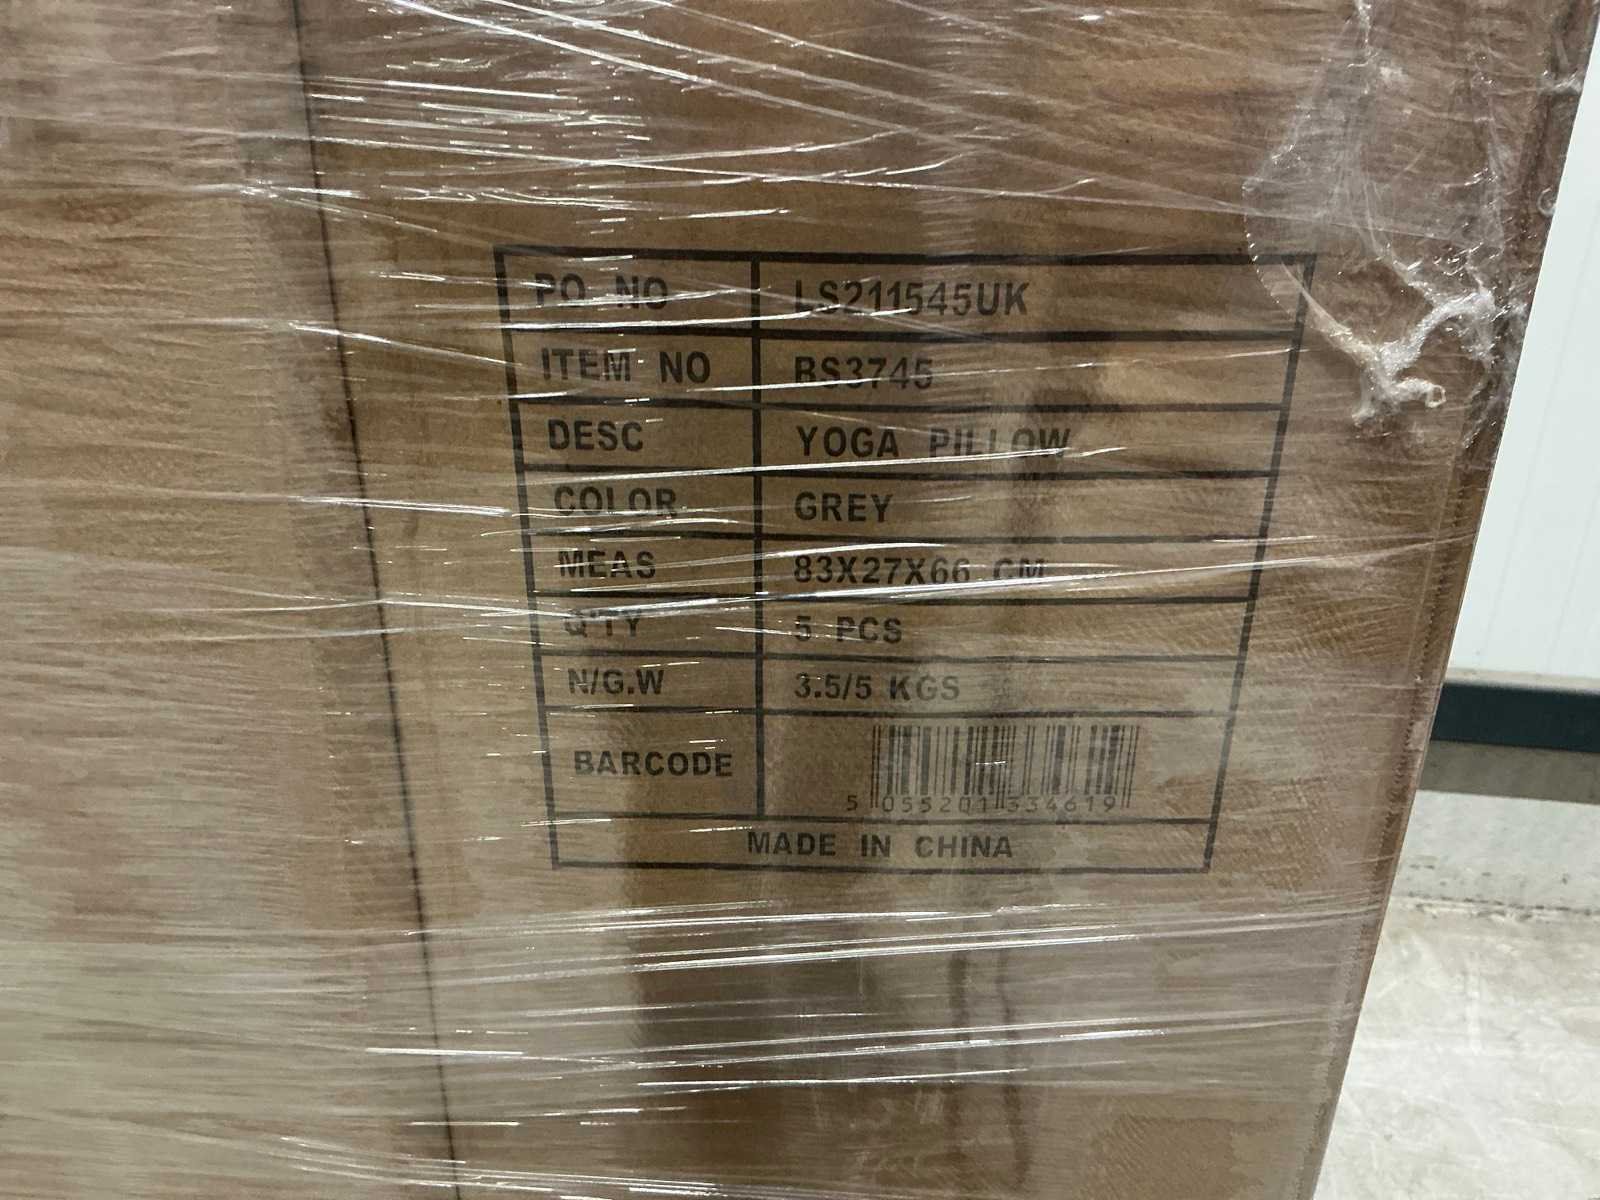 PO NO LS211545UK
ITEM NO BS3745
DESC YOGA PILLOW
COLOR GREY
MEAS 83X27X66 CM
Q'TY 5 PCS
N/G.W 3.5/5 KGS
BARCODE
5 055201 334619
MADE IN CHINA